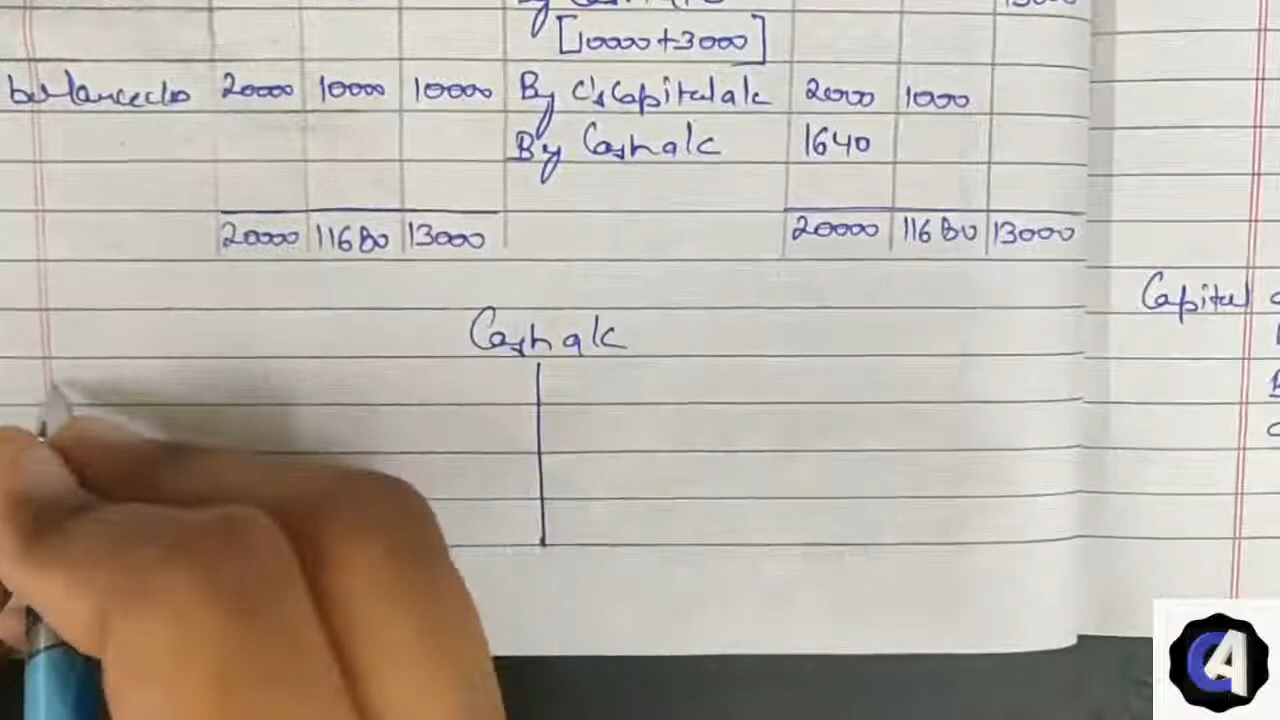 [10000+3000]
balance c/o 20000 10000 10000 By C's Capital a/c 2000 1000
By Cash a/c 1640
20000 11680 13000 20000 11680 13000
Cash a/c
Capital
CA